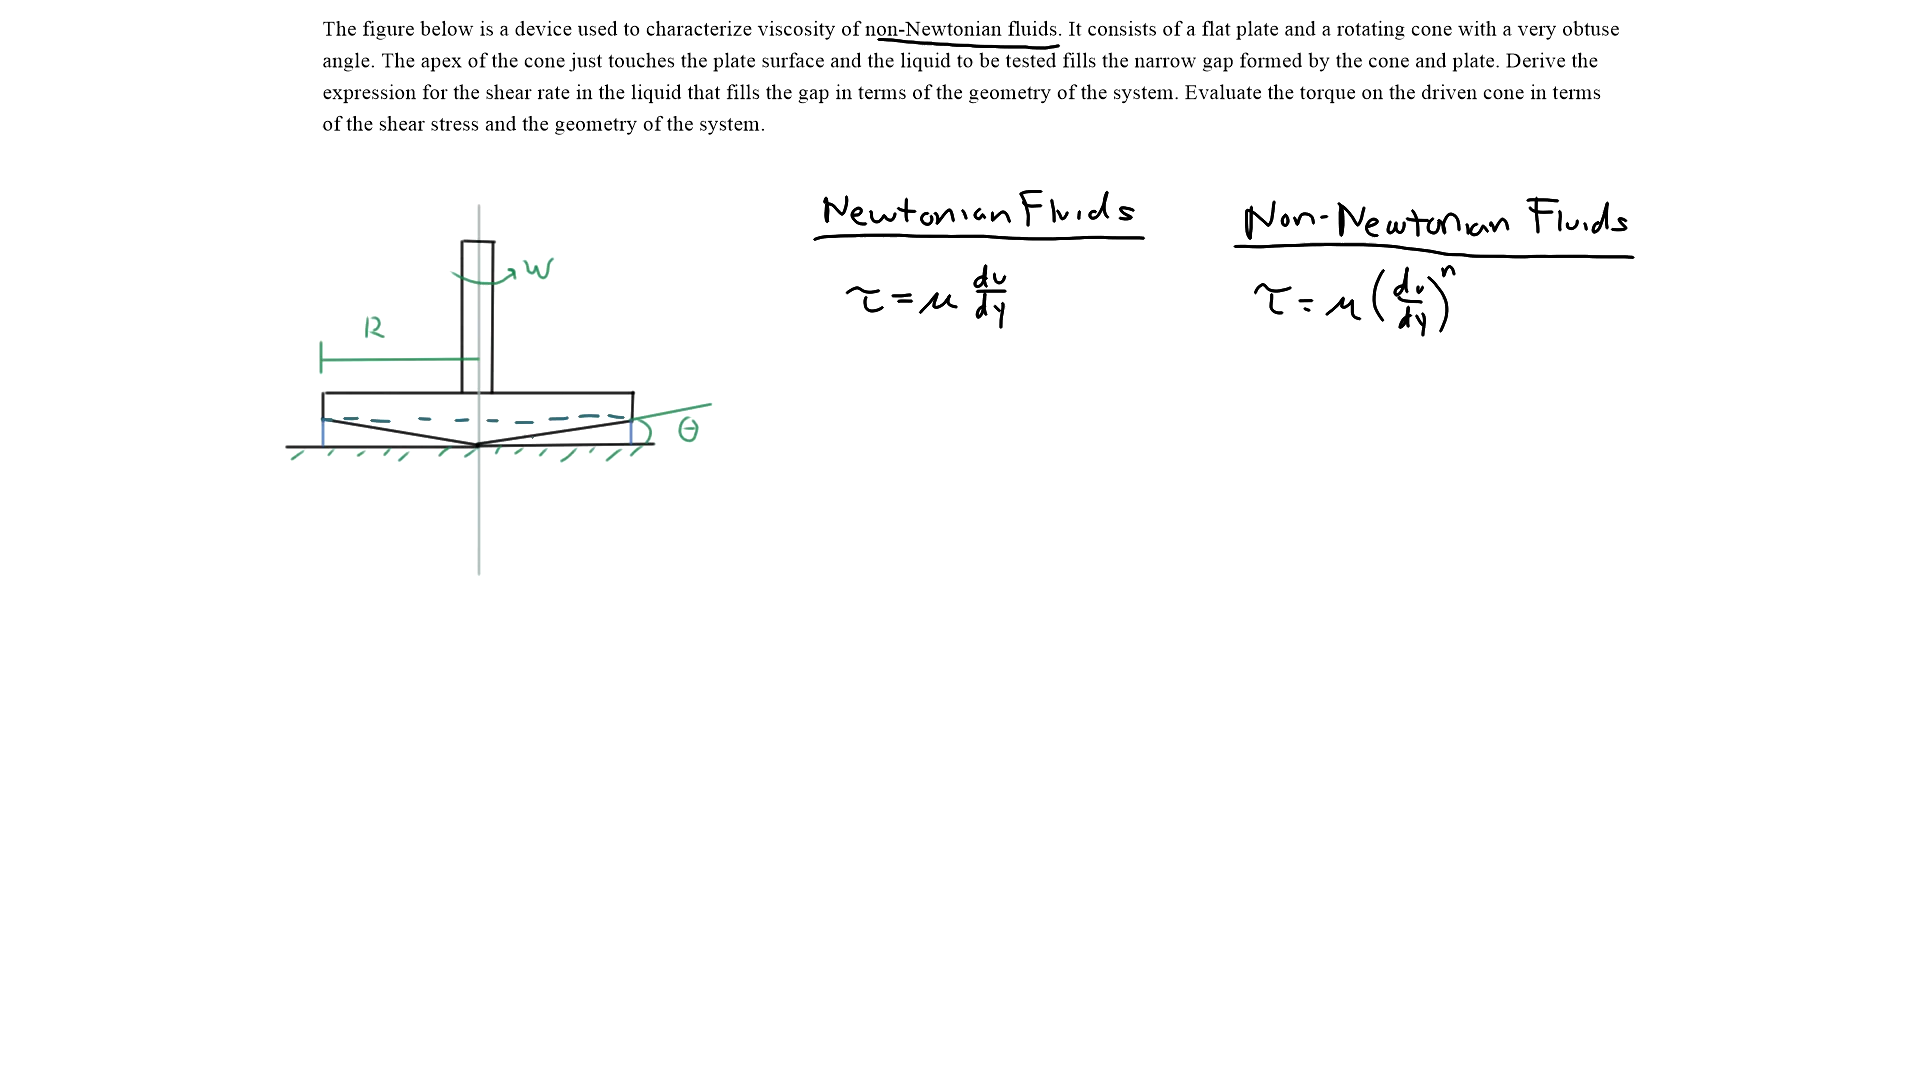 The figure below is a device used to characterize viscosity of non-Newtonian fluids. It consists of a flat plate and a rotating cone with a very obtuse
angle. The apex of the cone just touches the plate surface and the liquid to be tested fills the narrow gap formed by the cone and plate. Derive the
expression for the shear rate in the liquid that fills the gap in terms of the geometry of the system. Evaluate the torque on the driven cone in terms
of the shear stress and the geometry of the system.
Newtonian Fluids
Non-Newtonian Fluids
τ = μ du/dy
τ = μ (du/dy)^n
ω
R
θ